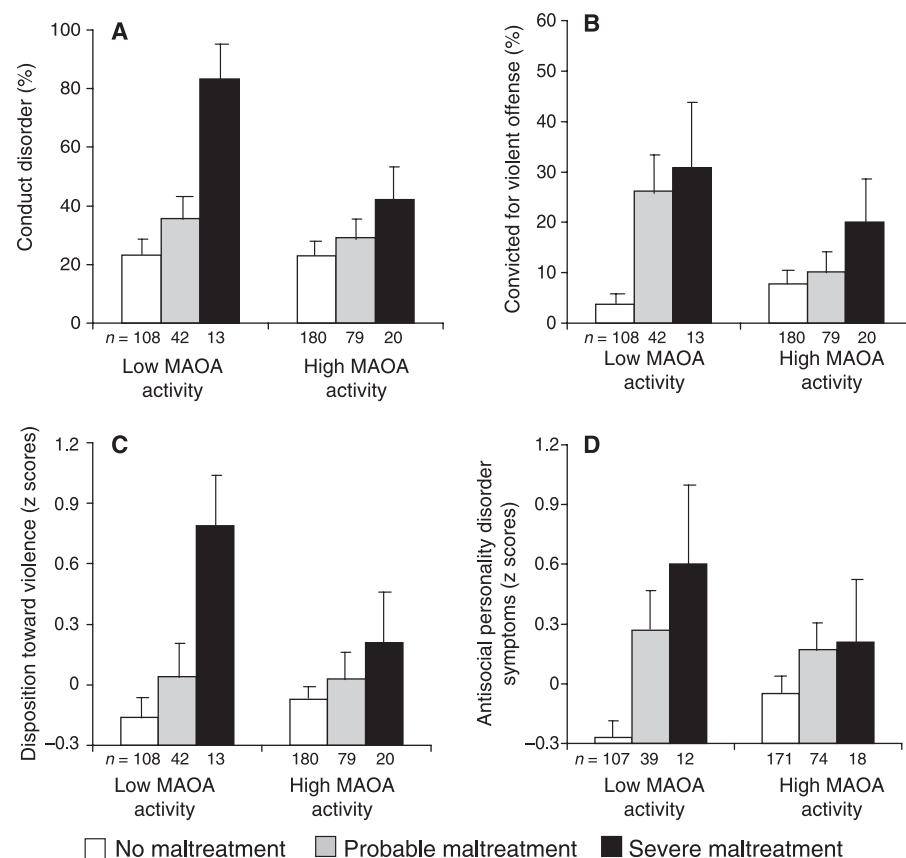 A
Conduct disorder (%)
100
80
60
40
20
0
n = 108 42 13
180 79 20
Low MAOA
activity
High MAOA
activity
B
Convicted for violent offense (%)
60
50
40
30
20
10
0
n = 108 42 13
180 79 20
Low MAOA
activity
High MAOA
activity
C
Disposition toward violence (z scores)
1.2
0.9
0.6
0.3
0
–0.3
n = 108 42 13
180 79 20
Low MAOA
activity
High MAOA
activity
D
Antisocial personality disorder
symptoms (z scores)
1.2
0.9
0.6
0.3
0
–0.3
n = 107 39 12
171 74 18
Low MAOA
activity
High MAOA
activity
No maltreatment Probable maltreatment Severe maltreatment